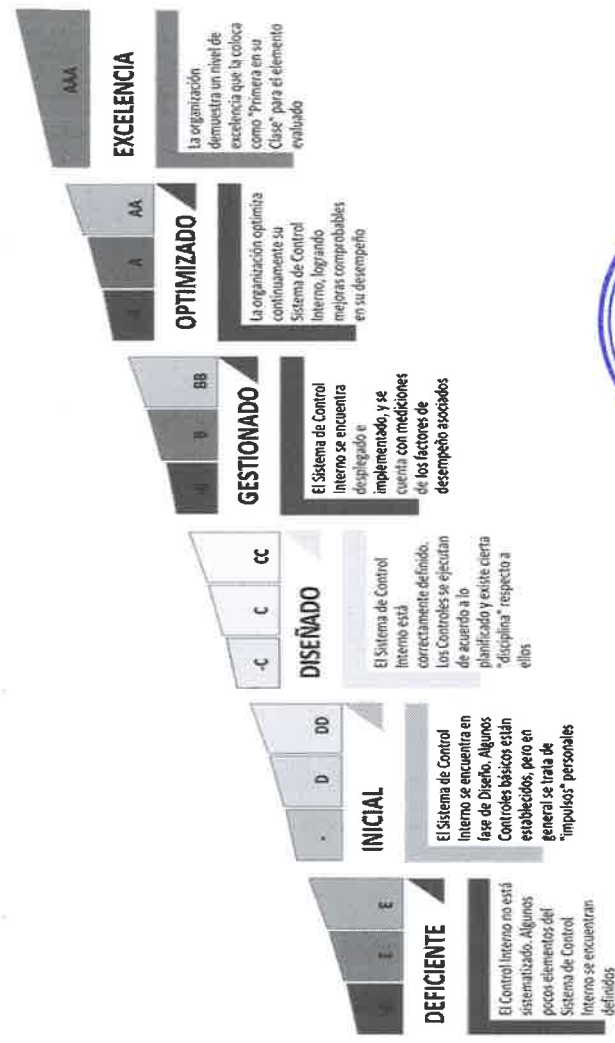 E
E
DEFICIENTE
El Control Interno no está
sistematizado. Algunos
pocos elementos del
Sistema de Control
Interno se encuentran
definidos
D
DD
INICIAL
El Sistema de Control
Interno se encuentra en
fase de Diseño. Algunos
Controles básicos están
establecidos, pero en
general se trata de
"impulsos" personales
-C
C
CC
DISEÑADO
El Sistema de Control
Interno está
correctamente definido.
Los Controles se ejecutan
de acuerdo a lo
planificado y existe cierta
"disciplina" respecto a
ellos
B
BB
GESTIONADO
El Sistema de Control
Interno se encuentra
desplegado e
implementado, y se
cuenta con mediciones
de los factores de
desempeño asociados
A
AA
OPTIMIZADO
La organización optimiza
continuamente su
Sistema de Control
Interno, logrando
mejoras comprobables
en su desempeño
AAA
EXCELENCIA
La organización
demuestra un nivel de
excelencia que la coloca
como "Primera en su
Clase" para el elemento
evaluado